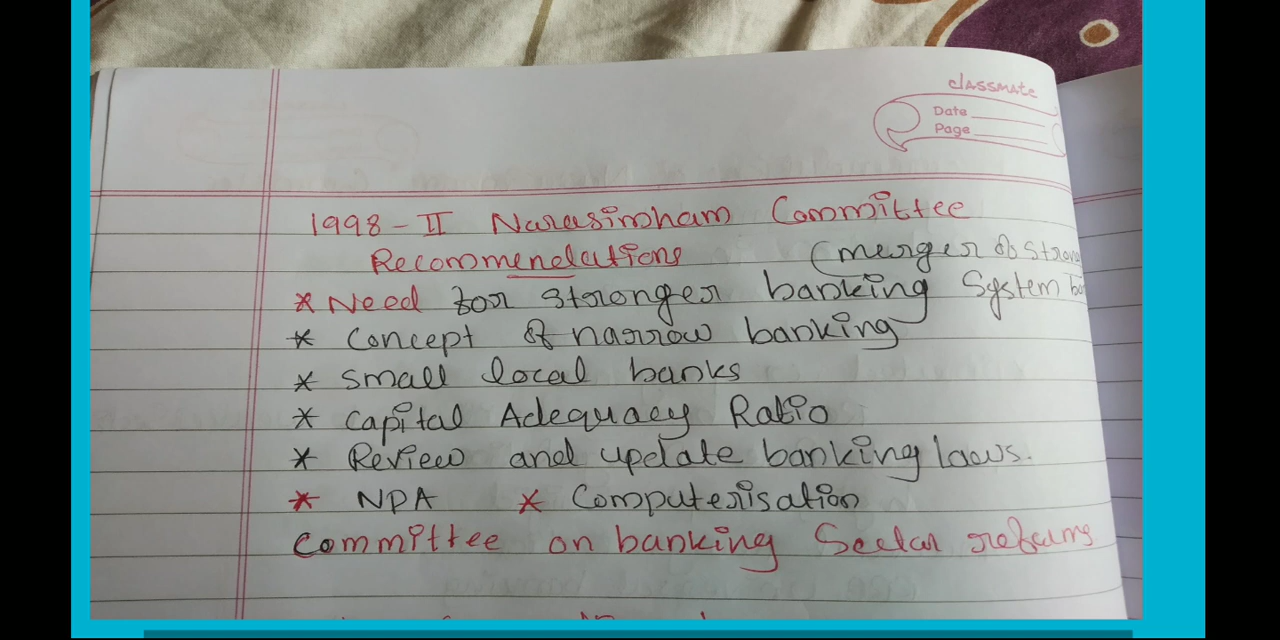 classmate
Date
Page
1998 - II Narasimham Committee
Recommendations (merger of strong
* Need for stronger banking System
* Concept of narrow banking
* small local banks
* Capital Adequacy Ratio
* Review and update banking laws.
* NPA * Computerisation
Committee on banking Sector reforms